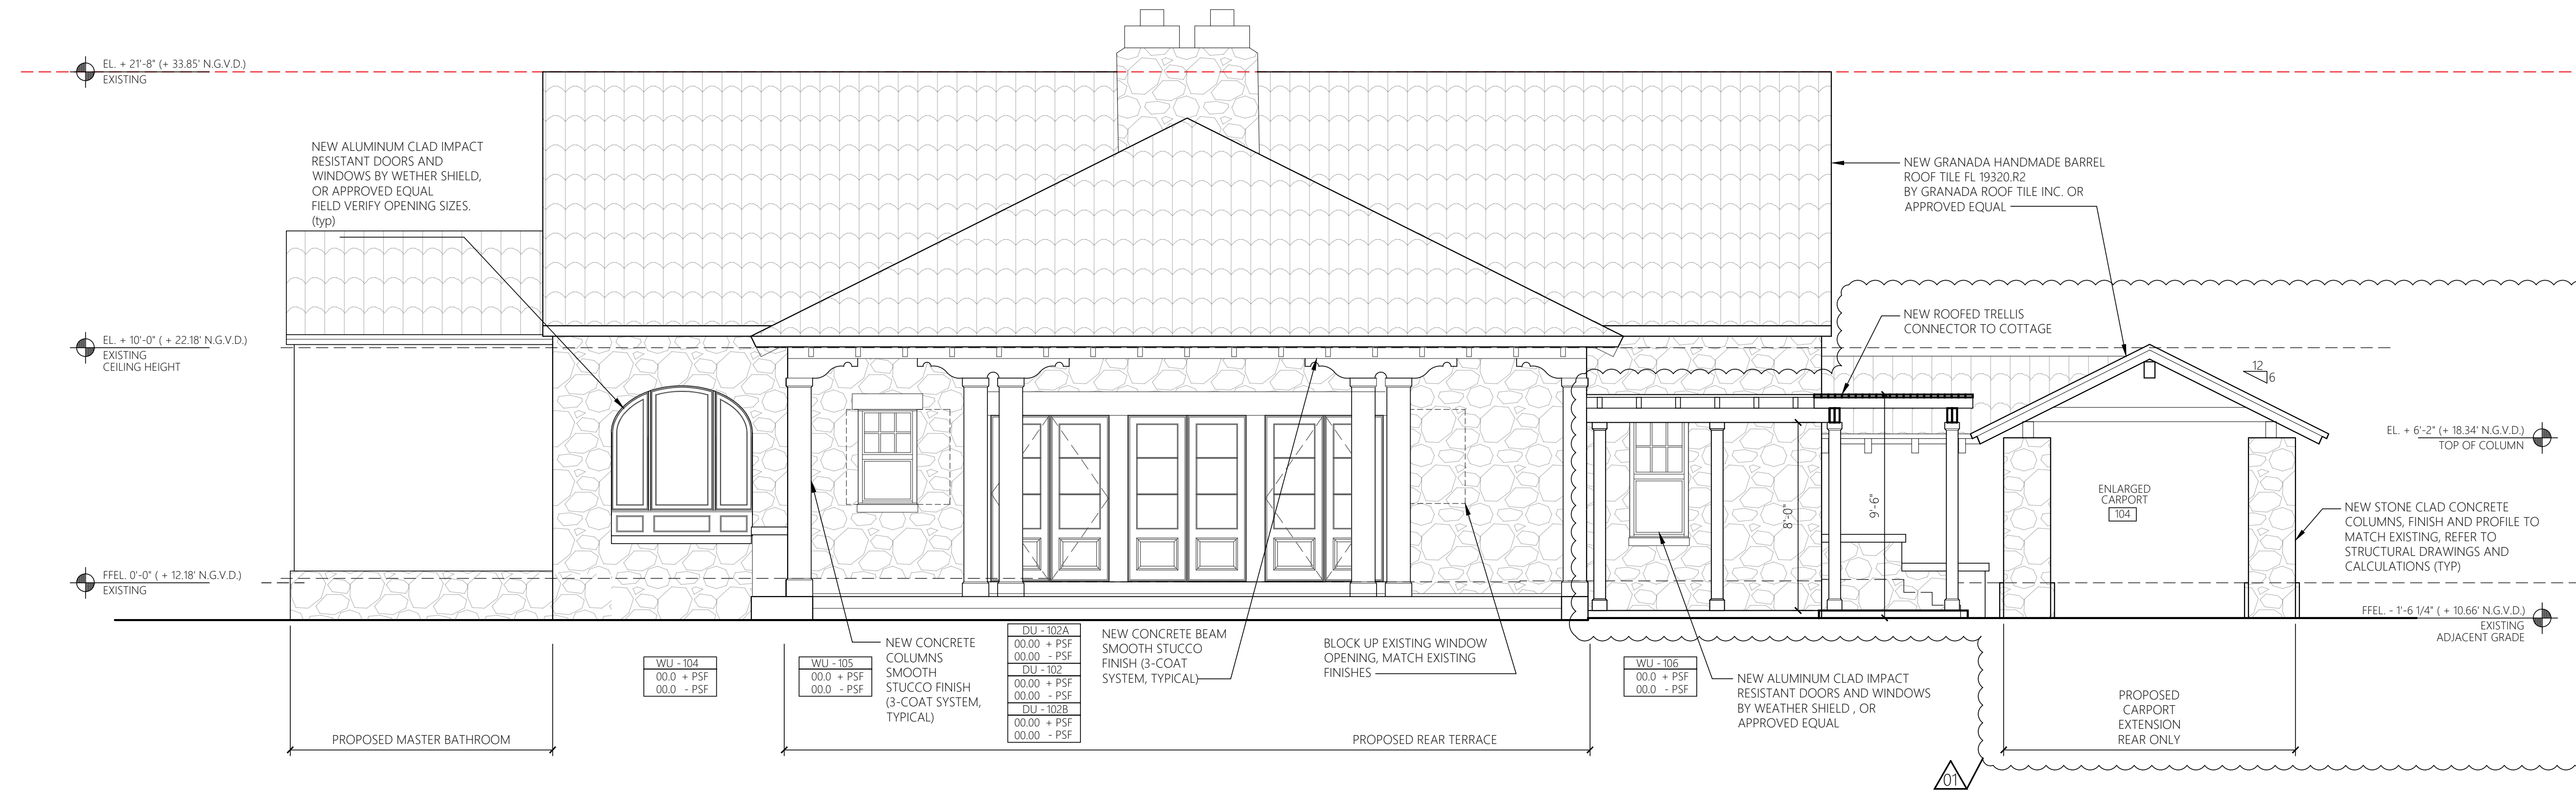 EL. + 21'-8" (+ 33.85' N.G.V.D.)
EXISTING
NEW ALUMINUM CLAD IMPACT
RESISTANT DOORS AND
WINDOWS BY WETHER SHIELD,
OR APPROVED EQUAL
FIELD VERIFY OPENING SIZES.
(typ)
NEW GRANADA HANDMADE BARREL
ROOF TILE FL 19320.R2
BY GRANADA ROOF TILE INC. OR
APPROVED EQUAL
NEW ROOFED TRELLIS
CONNECTOR TO COTTAGE
EL. + 10'-0" ( + 22.18' N.G.V.D.)
EXISTING
CEILING HEIGHT
12
6
EL. + 6'-2" (+ 18.34' N.G.V.D.)
TOP OF COLUMN
ENLARGED
CARPORT
104
8'-0"
9'-6"
NEW STONE CLAD CONCRETE
COLUMNS, FINISH AND PROFILE TO
MATCH EXISTING, REFER TO
STRUCTURAL DRAWINGS AND
CALCULATIONS (TYP)
FFEL. 0'-0" ( + 12.18' N.G.V.D.)
EXISTING
FFEL. - 1'-6 1/4" ( + 10.66' N.G.V.D.)
EXISTING
ADJACENT GRADE
WU - 104
00.0 + PSF
00.0 - PSF
WU - 105
00.0 + PSF
00.0 - PSF
NEW CONCRETE
COLUMNS
SMOOTH
STUCCO FINISH
(3-COAT SYSTEM,
TYPICAL)
DU - 102A
00.00 + PSF
00.00 - PSF
DU - 102
00.00 + PSF
00.00 - PSF
DU - 102B
00.00 + PSF
00.00 - PSF
NEW CONCRETE BEAM
SMOOTH STUCCO
FINISH (3-COAT
SYSTEM, TYPICAL)
BLOCK UP EXISTING WINDOW
OPENING, MATCH EXISTING
FINISHES
WU - 106
00.0 + PSF
00.0 - PSF
NEW ALUMINUM CLAD IMPACT
RESISTANT DOORS AND WINDOWS
BY WEATHER SHIELD , OR
APPROVED EQUAL
PROPOSED
CARPORT
EXTENSION
REAR ONLY
PROPOSED MASTER BATHROOM
PROPOSED REAR TERRACE
01